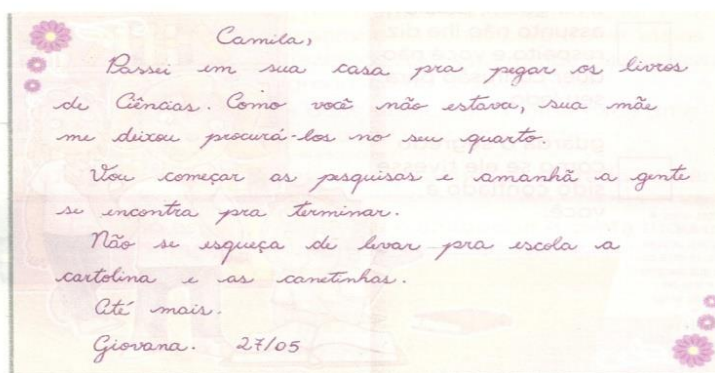 Camila,
Passei em sua casa pra pegar os livros
de Ciências. Como você não estava, sua mãe
me deixou procurá-los no seu quarto.
Vou começar as pesquisas e amanhã a gente
se encontra pra terminar.
Não se esqueça de levar pra escola a
cartolina e as canetinhas.
Até mais.
Giovana. 27/05